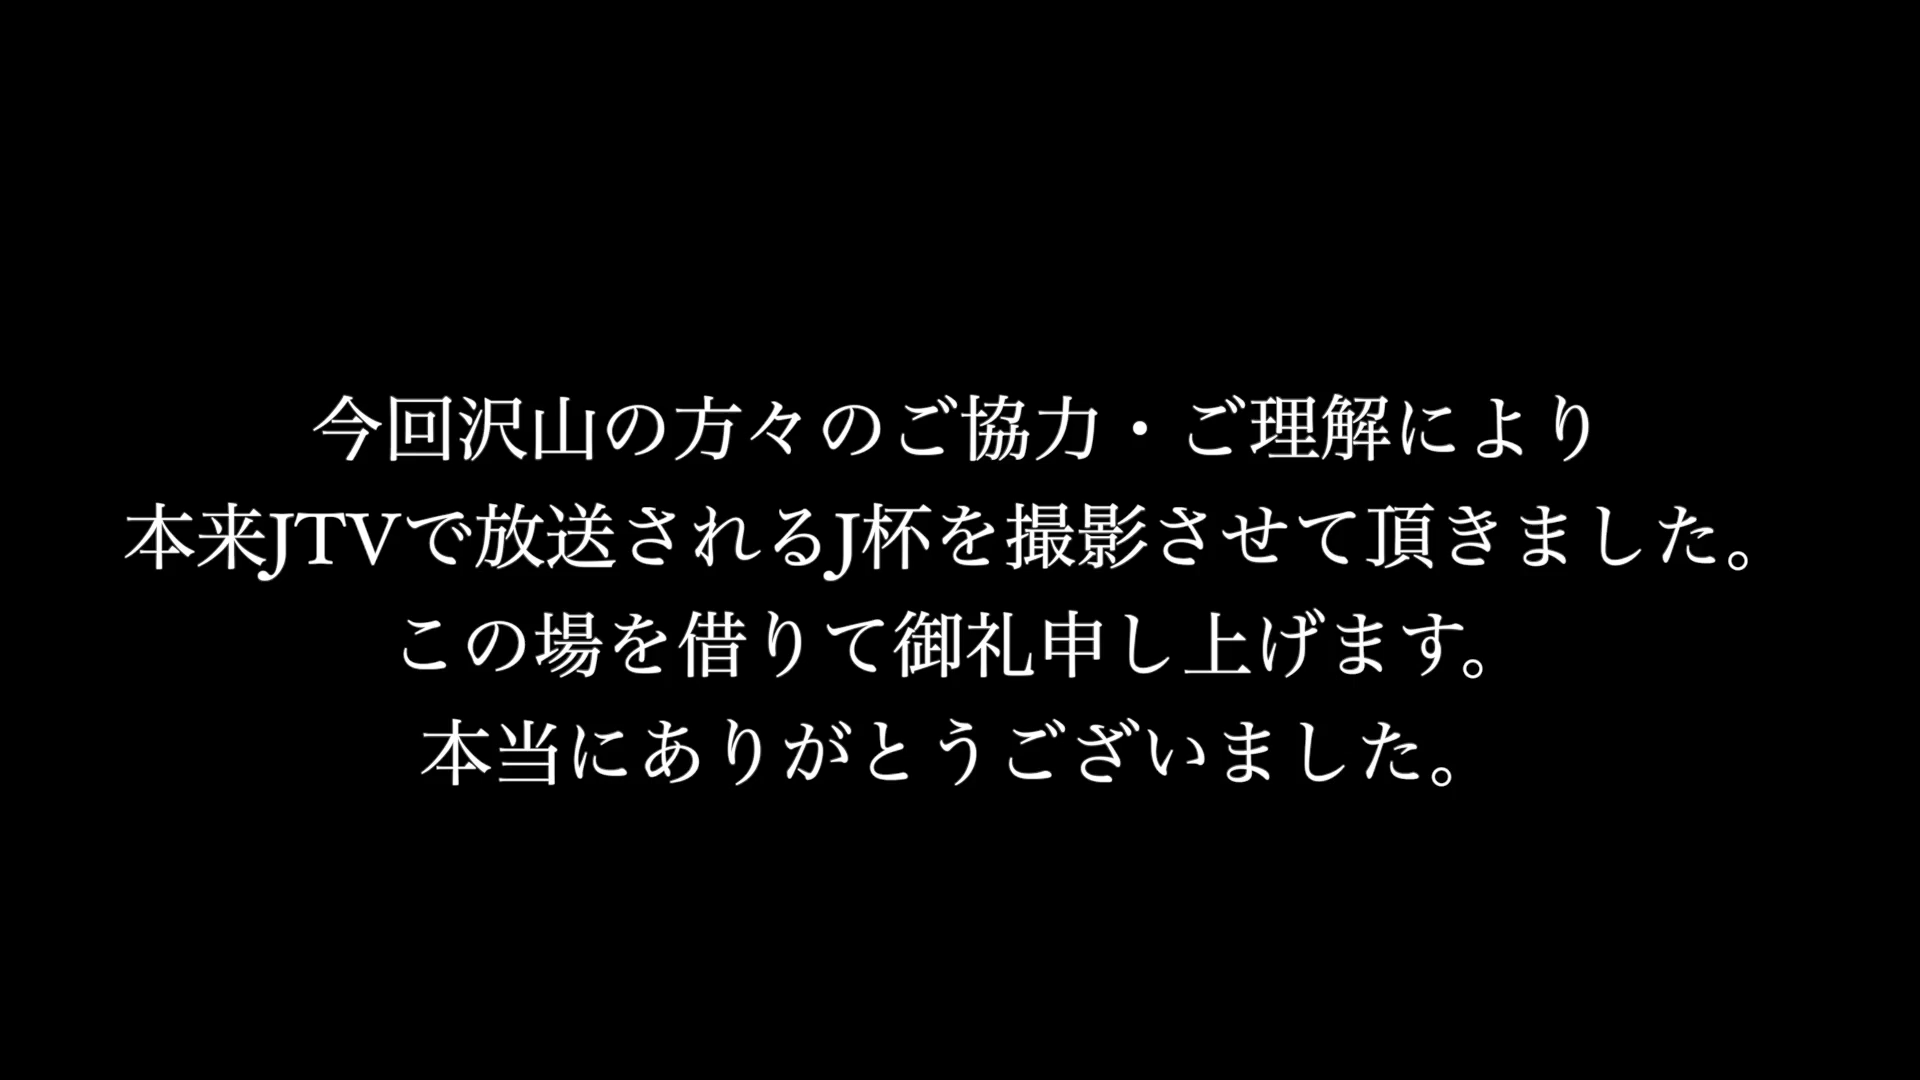 今回沢山の方々のご協力・ご理解により
本来JTVで放送されるJ杯を撮影させて頂きました。
この場を借りて御礼申し上げます。
本当にありがとうございました。